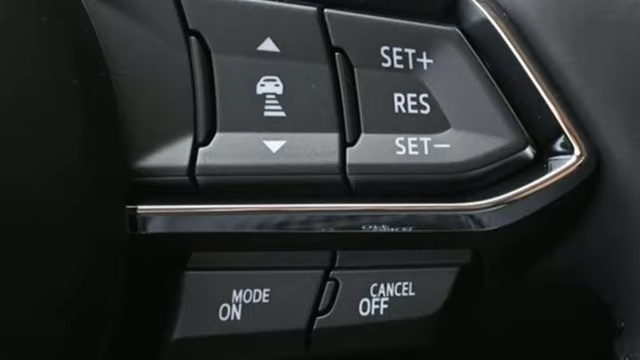 SET+
RES
SET−
MODE
ON
CANCEL
OFF